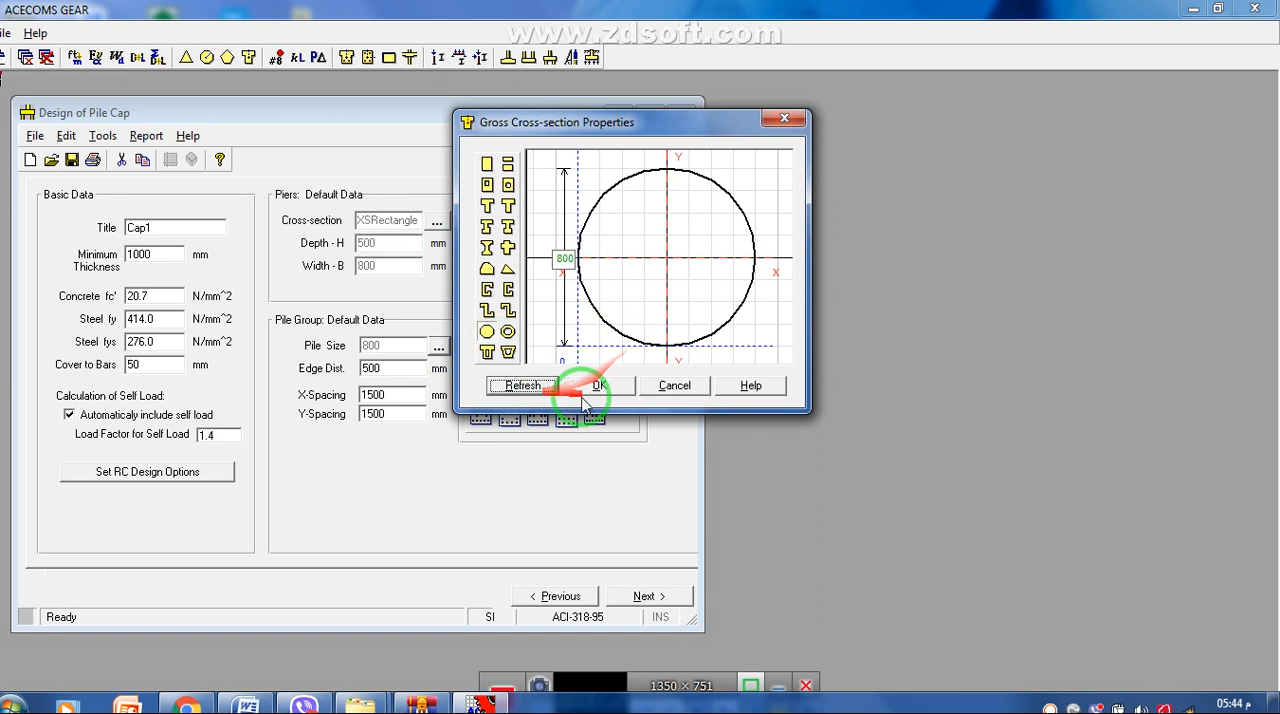 ACECOMS GEAR
ile Help
www.zdsoft.com
Design of Pile Cap
File Edit Tools Report Help
Basic Data
Title Cap1
Minimum Thickness 1000 mm
Concrete fc' 20.7 N/mm^2
Steel fy 414.0 N/mm^2
Steel fys 276.0 N/mm^2
Cover to Bars 50 mm
Calculation of Self Load:
Automaticaly include self load
Load Factor for Self Load 1.4
Set RC Design Options
Piers: Default Data
Cross-section XSRectangle ...
Depth - H 500 mm
Width - B 800 mm
Pile Group: Default Data
Pile Size 800 ...
Edge Dist. 500 mm
X-Spacing 1500 mm
Y-Spacing 1500 mm
Gross Cross-section Properties
Y
800
X X
0 Y
Refresh OK Cancel Help
< Previous Next >
Ready SI ACI-318-95 INS
1350 × 751
05:44 م